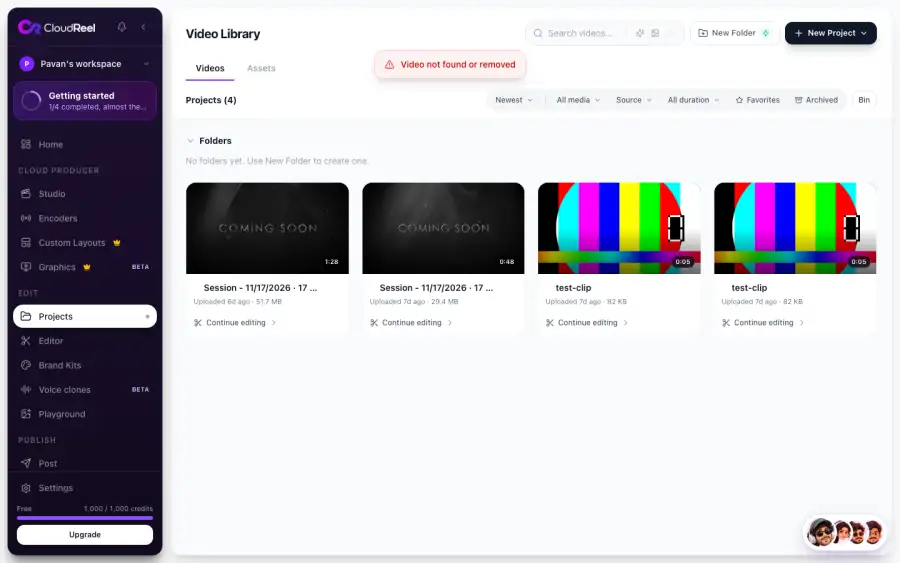 CloudReel
P Pavan's workspace
Getting started
1/4 completed, almost the...
Home
CLOUD PRODUCER
Studio
Encoders
Custom Layouts
Graphics BETA
EDIT
Projects
Editor
Brand Kits
Voice clones BETA
Playground
PUBLISH
Post
Settings
Free 1,000 / 1,000 credits
Upgrade
Video Library
Search videos...
New Folder
New Project
Video not found or removed
Videos Assets
Projects (4)
Newest All media Source All duration Favorites Archived Bin
Folders
No folders yet. Use New Folder to create one.
COMING SOON
1:28
Session - 11/17/2026 · 17 ...
Uploaded 6d ago · 51.7 MB
Continue editing
COMING SOON
0:48
Session - 11/17/2026 · 17 ...
Uploaded 7d ago · 29.4 MB
Continue editing
0:05
test-clip
Uploaded 7d ago · 82 KB
Continue editing
0:05
test-clip
Uploaded 7d ago · 82 KB
Continue editing